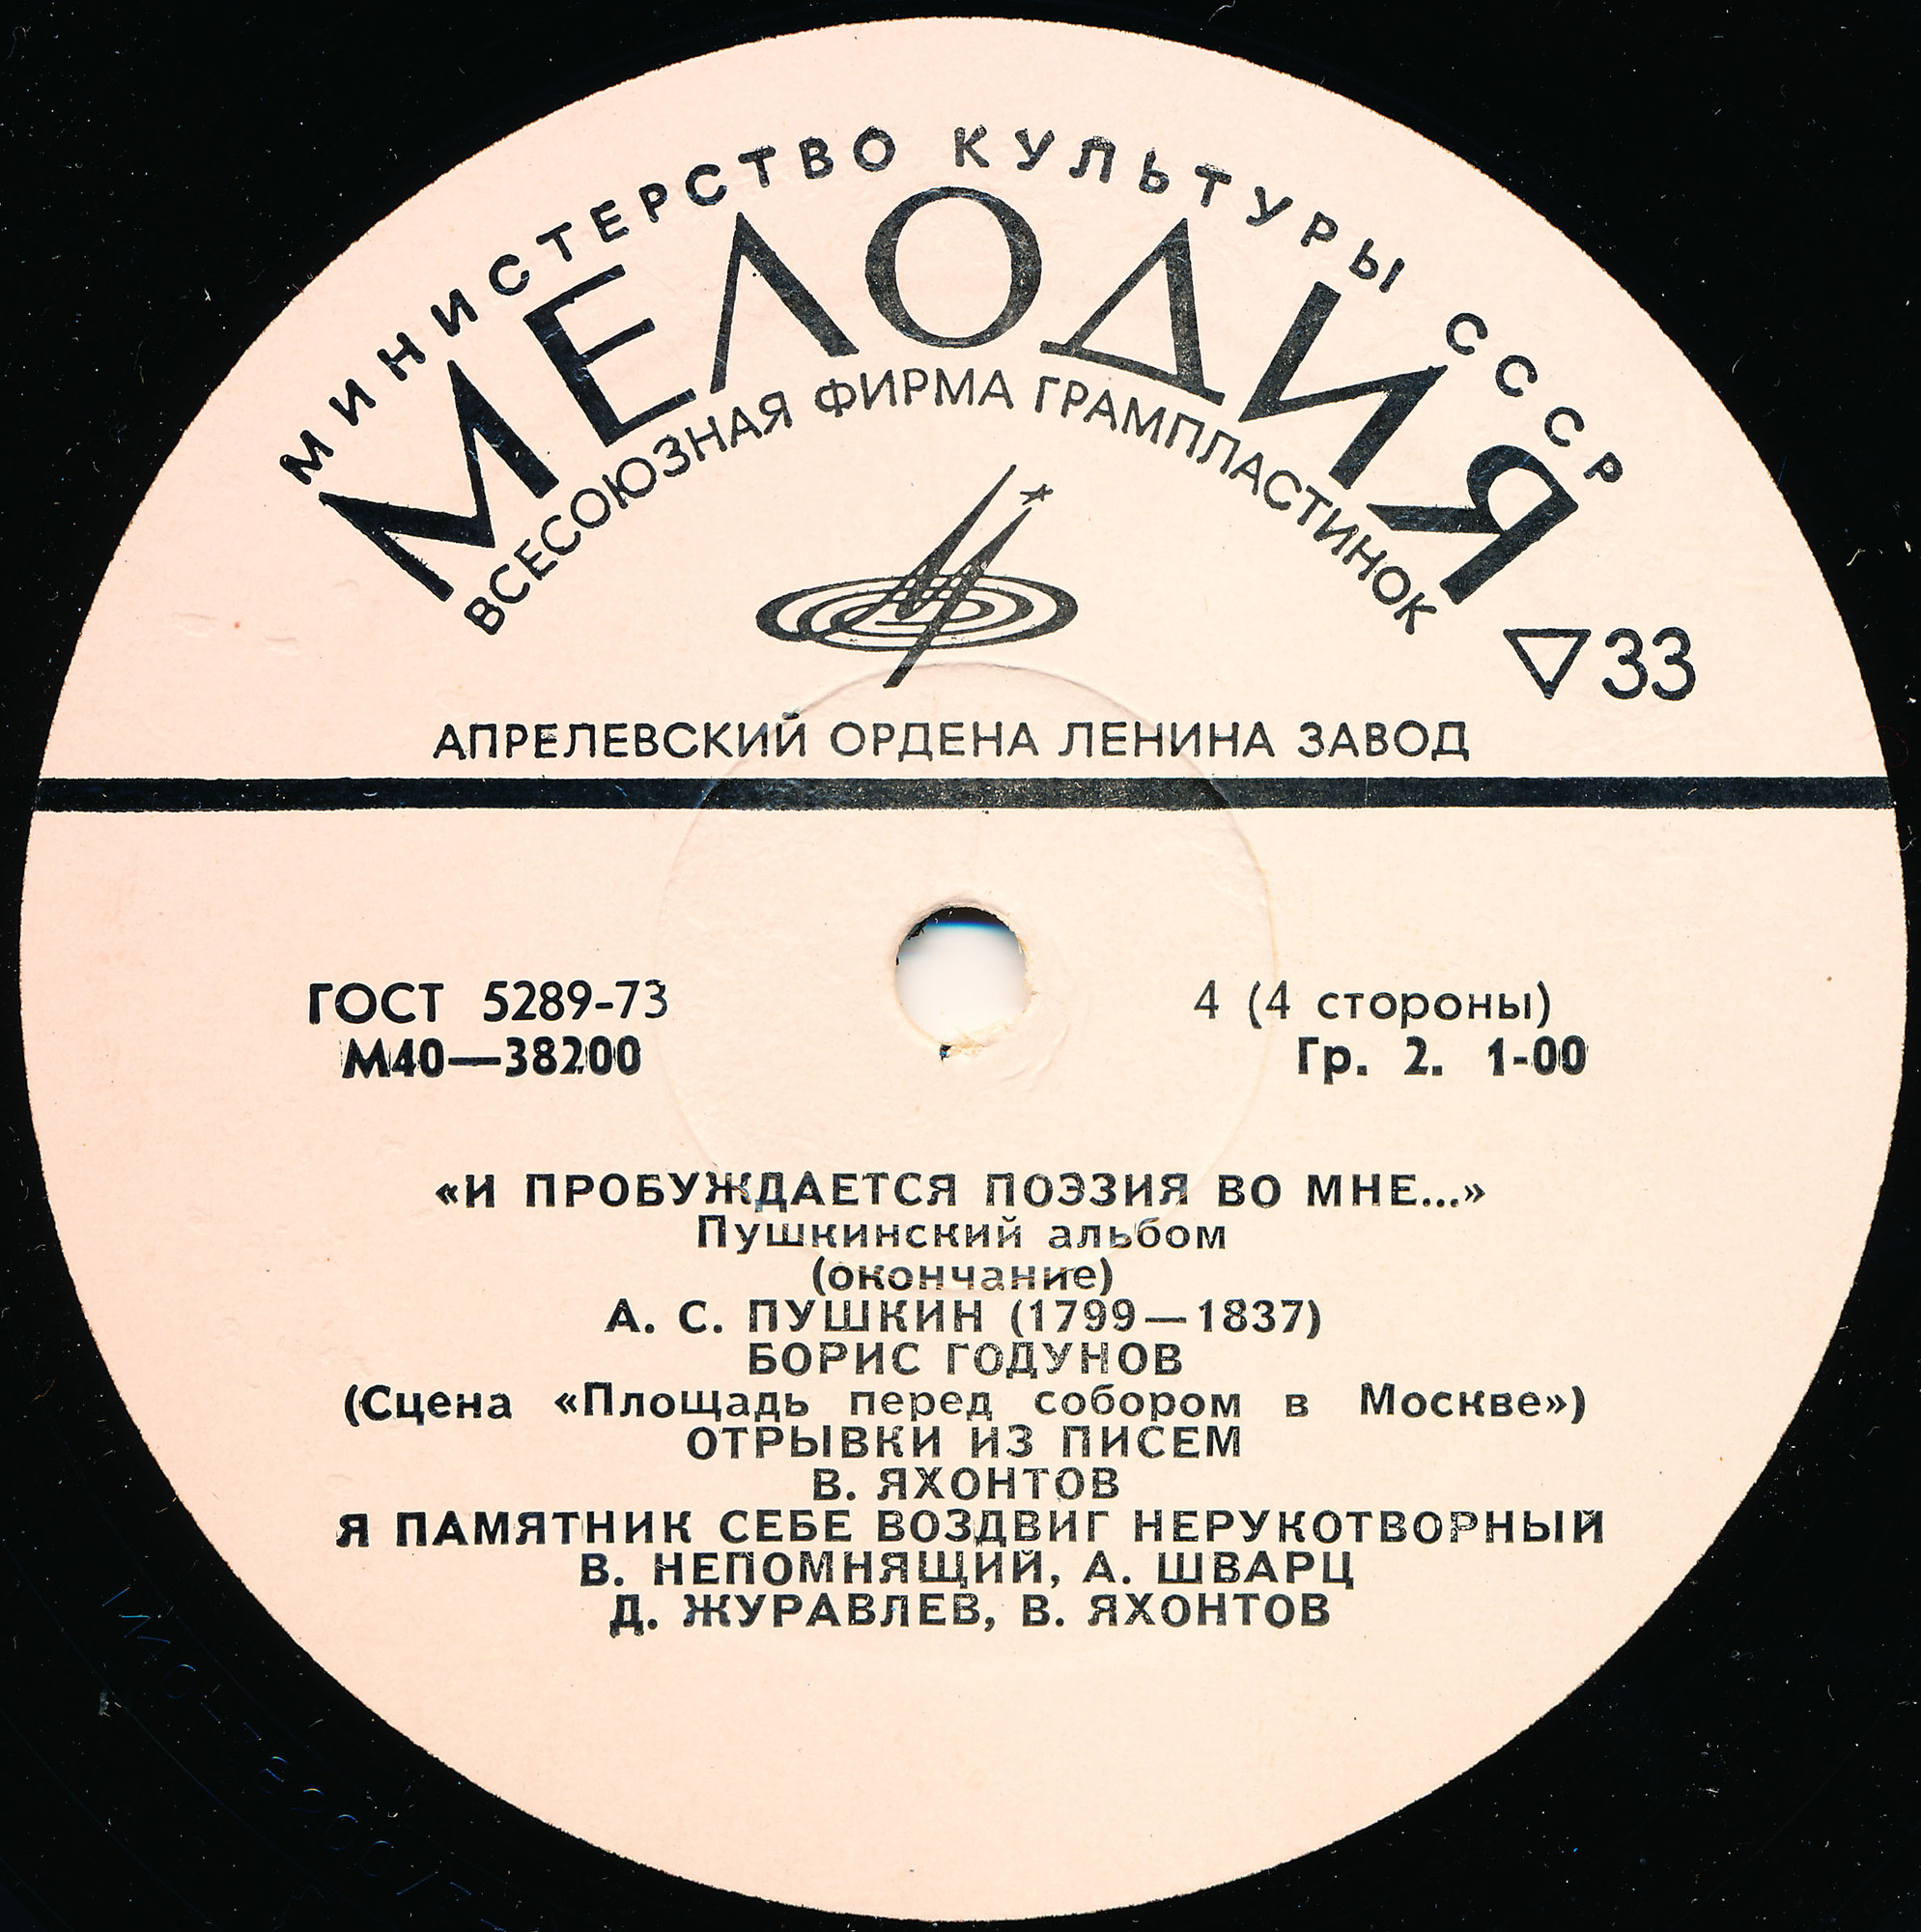 МИНИСТЕРСТВО КУЛЬТУРЫ СССР
МЕЛОДИЯ
ВСЕСОЮЗНАЯ ФИРМА ГРАМПЛАСТИНОК
33
АПРЕЛЕВСКИЙ ОРДЕНА ЛЕНИНА ЗАВОД
ГОСТ 5289-73 4 (4 стороны)
М40—38200 Гр. 2. 1-00
«И ПРОБУЖДАЕТСЯ ПОЭЗИЯ ВО МНЕ...»
Пушкинский альбом
(окончание)
А. С. ПУШКИН (1799—1837)
БОРИС ГОДУНОВ
(Сцена «Площадь перед собором в Москве»)
ОТРЫВКИ ИЗ ПИСЕМ
В. ЯХОНТОВ
Я ПАМЯТНИК СЕБЕ ВОЗДВИГ НЕРУКОТВОРНЫЙ
В. НЕПОМНЯЩИЙ, А. ШВАРЦ
Д. ЖУРАВЛЕВ, В. ЯХОНТОВ